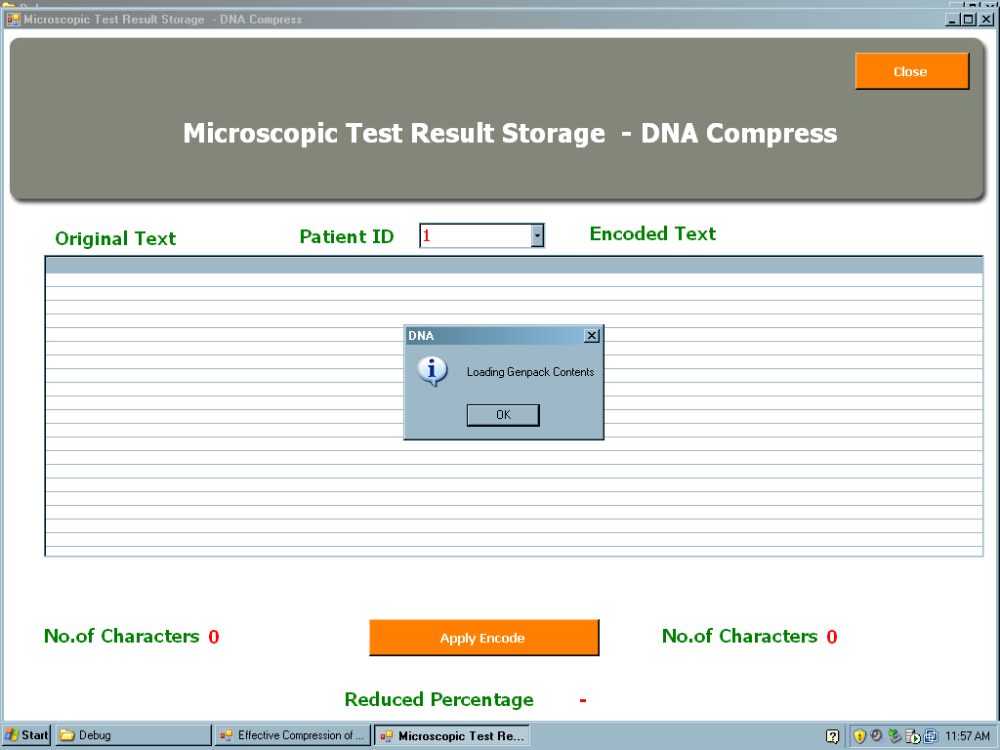 Microscopic Test Result Storage - DNA Compress
Close
Microscopic Test Result Storage - DNA Compress
Original Text
Patient ID
1
Encoded Text
DNA
Loading Genpack Contents
OK
No.of Characters 0
Apply Encode
No.of Characters 0
Reduced Percentage -
Start
Debug
Effective Compression of ...
Microscopic Test Re...
11:57 AM